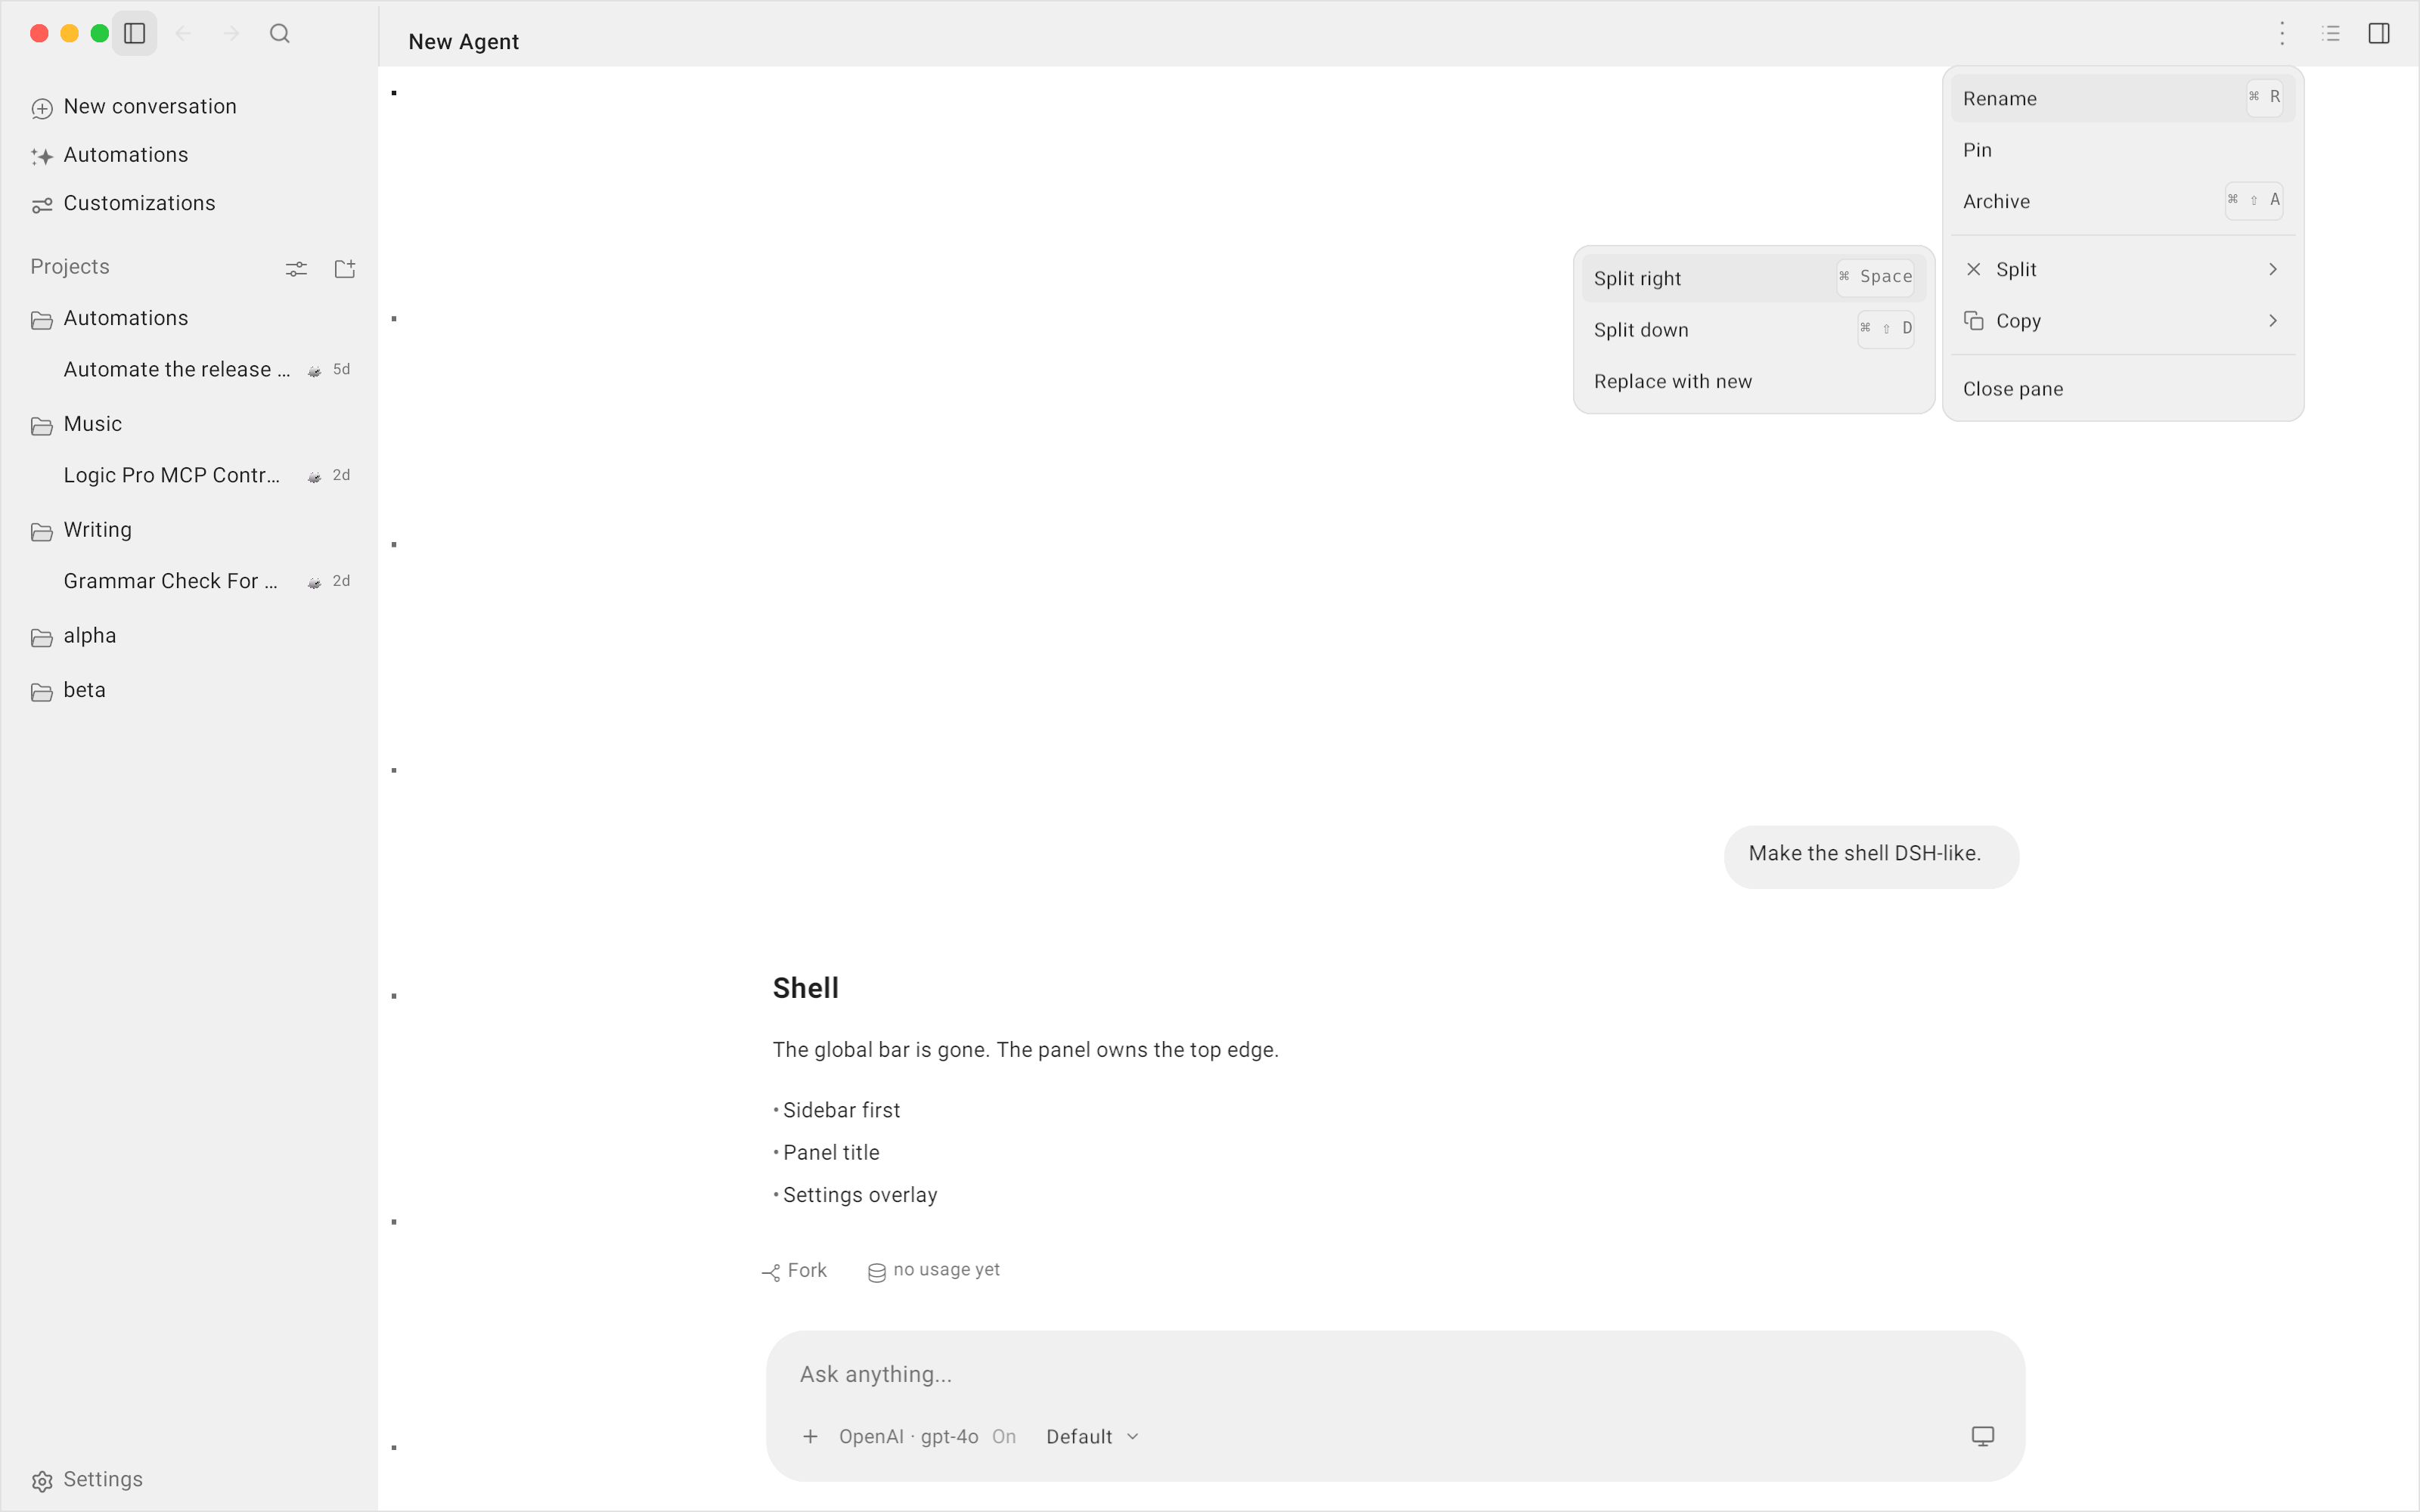 New Agent
New conversation
Automations
Customizations
Projects
Automations
Automate the release ... 5d
Music
Logic Pro MCP Contr... 2d
Writing
Grammar Check For ... 2d
alpha
beta
Settings
Rename ⌘ R
Pin
Archive ⌘ ⇧ A
Split
Copy
Close pane
Split right ⌘ Space
Split down ⌘ ⇧ D
Replace with new
Make the shell DSH-like.
Shell
The global bar is gone. The panel owns the top edge.
• Sidebar first
• Panel title
• Settings overlay
Fork no usage yet
Ask anything...
OpenAI · gpt-4o On Default